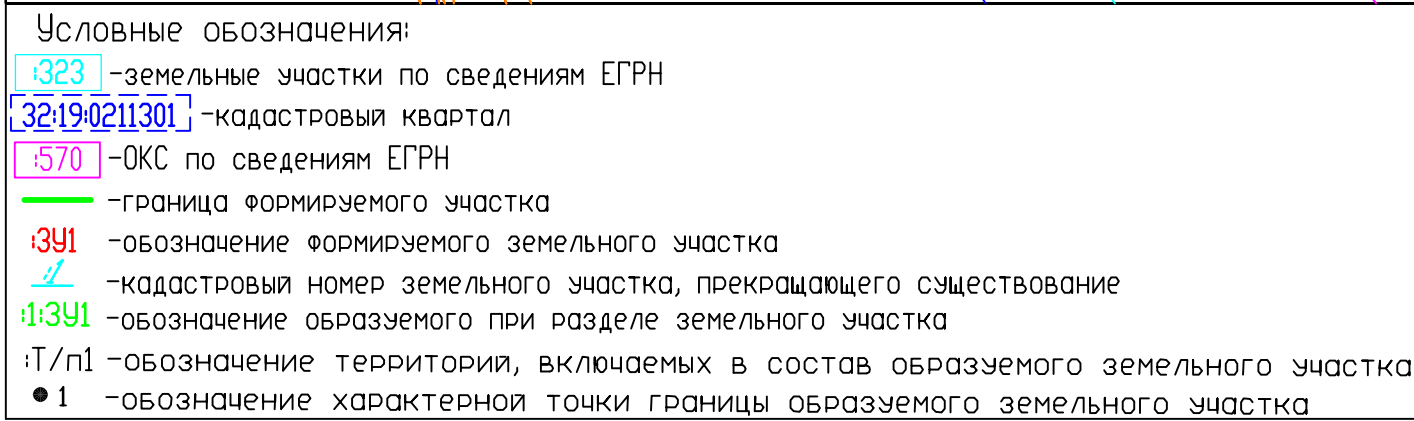 Условные обозначения:
:323 -земельные участки по сведениям ЕГРН
32:19:0211301 -кадастровый квартал
:570 -ОКС по сведениям ЕГРН
-граница формируемого участка
:ЗУ1 -обозначение формируемого земельного участка
:1 -кадастровый номер земельного участка, прекращающего существование
:1:ЗУ1 -обозначение образуемого при разделе земельного участка
:Т/п1 -обозначение территорий, включаемых в состав образуемого земельного участка
1 -обозначение характерной точки границы образуемого земельного участка